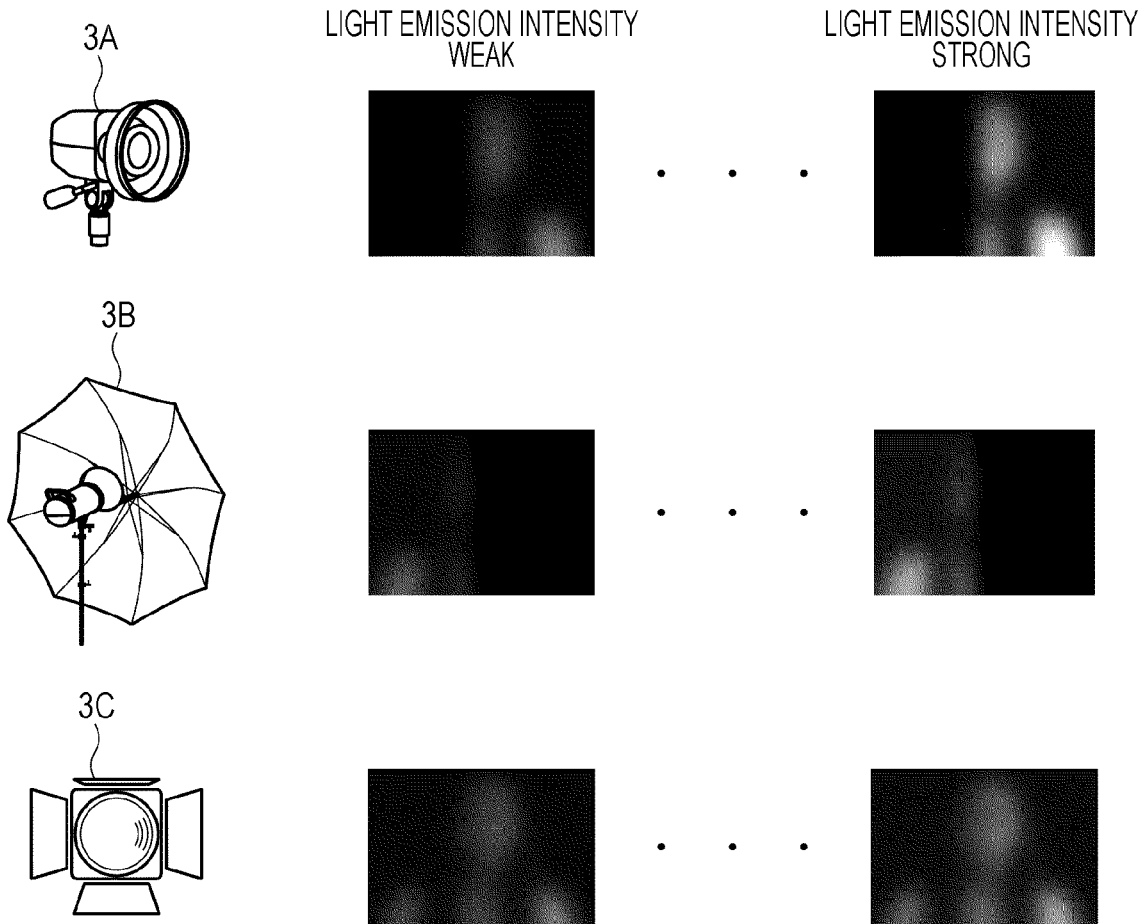 LIGHT EMISSION INTENSITY
WEAK
LIGHT EMISSION INTENSITY
STRONG
3A
3B
3C